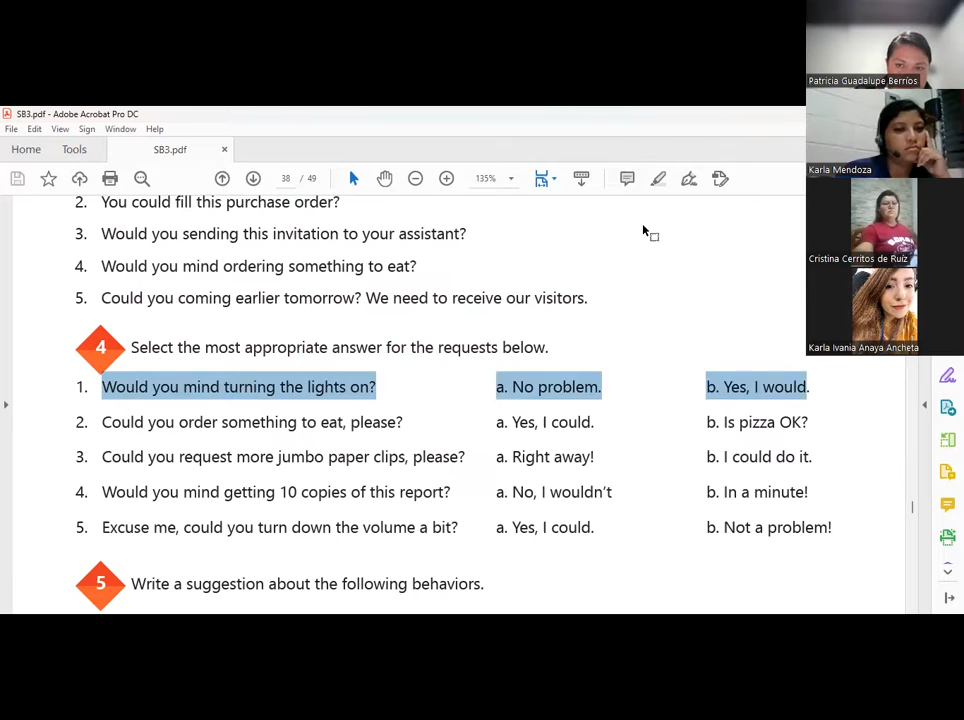 SB3.pdf - Adobe Acrobat Pro DC
File Edit View Sign Window Help
Home Tools SB3.pdf ×
38 / 49 135%
2. You could fill this purchase order?
3. Would you sending this invitation to your assistant?
4. Would you mind ordering something to eat?
5. Could you coming earlier tomorrow? We need to receive our visitors.
4 Select the most appropriate answer for the requests below.
1. Would you mind turning the lights on? a. No problem. b. Yes, I would.
2. Could you order something to eat, please? a. Yes, I could. b. Is pizza OK?
3. Could you request more jumbo paper clips, please? a. Right away! b. I could do it.
4. Would you mind getting 10 copies of this report? a. No, I wouldn't b. In a minute!
5. Excuse me, could you turn down the volume a bit? a. Yes, I could. b. Not a problem!
5 Write a suggestion about the following behaviors.
Patricia Guadalupe Berríos
Karla Mendoza
Cristina Cerritos de Ruíz
Karla Ivania Anaya Ancheta